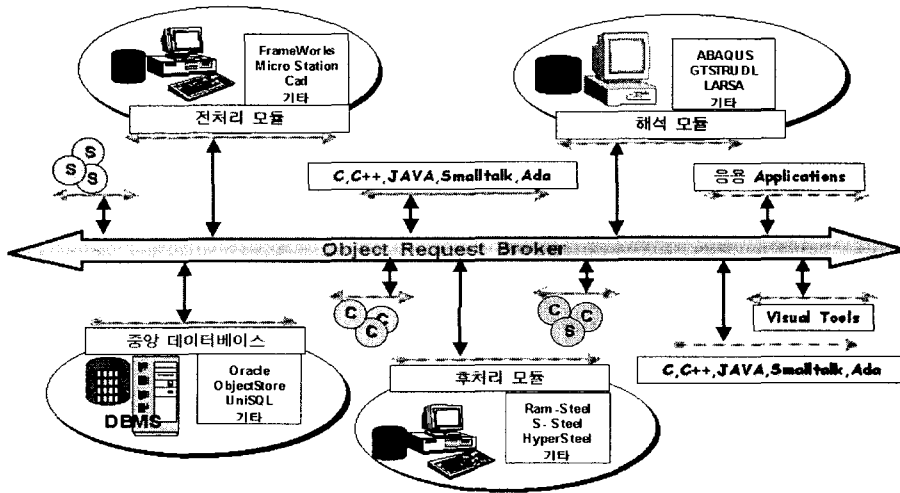 FrameWorks
Micro Station
Cad
기타
전처리 모듈
ABAQUS
GTSTRUDL
LARSA
기타
해석 모듈
S
S
S
C,C++,JAVA,Smalltalk,Ada
응용 Applications
Object Request Broker
C
C
C
C
C
S
Visual Tools
C,C++,JAVA,Smalltalk,Ada
중앙 데이터베이스
Oracle
ObjectStore
UniSQL
기타
DBMS
후처리 모듈
Ram-Steel
S-Steel
HyperSteel
기타